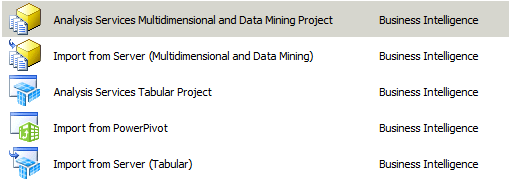 Analysis Services Multidimensional and Data Mining Project Business Intelligence
Import from Server (Multidimensional and Data Mining) Business Intelligence
Analysis Services Tabular Project Business Intelligence
Import from PowerPivot Business Intelligence
Import from Server (Tabular) Business Intelligence